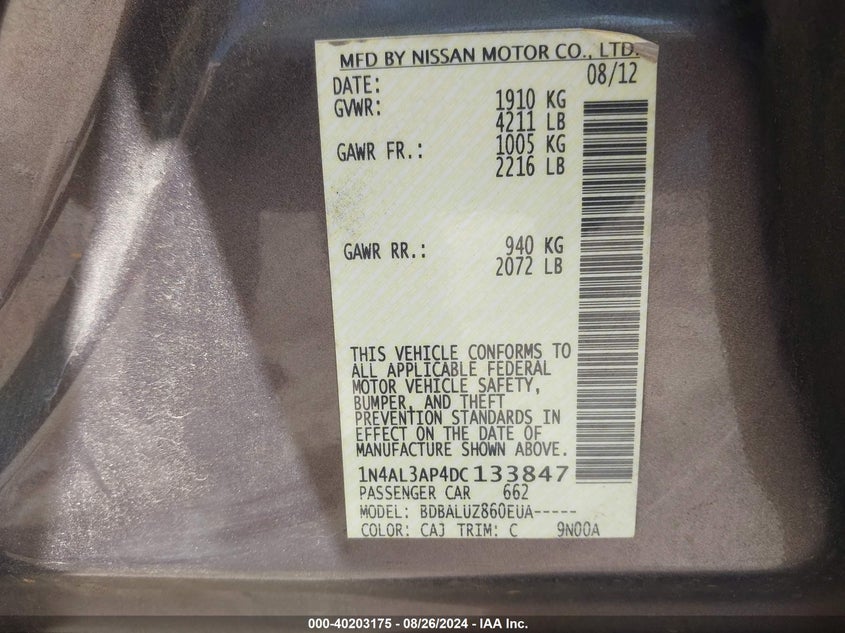 MFD BY NISSAN MOTOR CO., LTD.
DATE: 08/12
GVWR: 1910 KG
4211 LB
GAWR FR.: 1005 KG
2216 LB
GAWR RR.: 940 KG
2072 LB
THIS VEHICLE CONFORMS TO
ALL APPLICABLE FEDERAL
MOTOR VEHICLE SAFETY,
BUMPER, AND THEFT
PREVENTION STANDARDS IN
EFFECT ON THE DATE OF
MANUFACTURE SHOWN ABOVE.
1N4AL3AP4DC133847
PASSENGER CAR 662
MODEL: BDBALUZ860EUA-----
COLOR: CAJ TRIM: C 9N00A
000-40203175 - 08/26/2024 - IAA Inc.